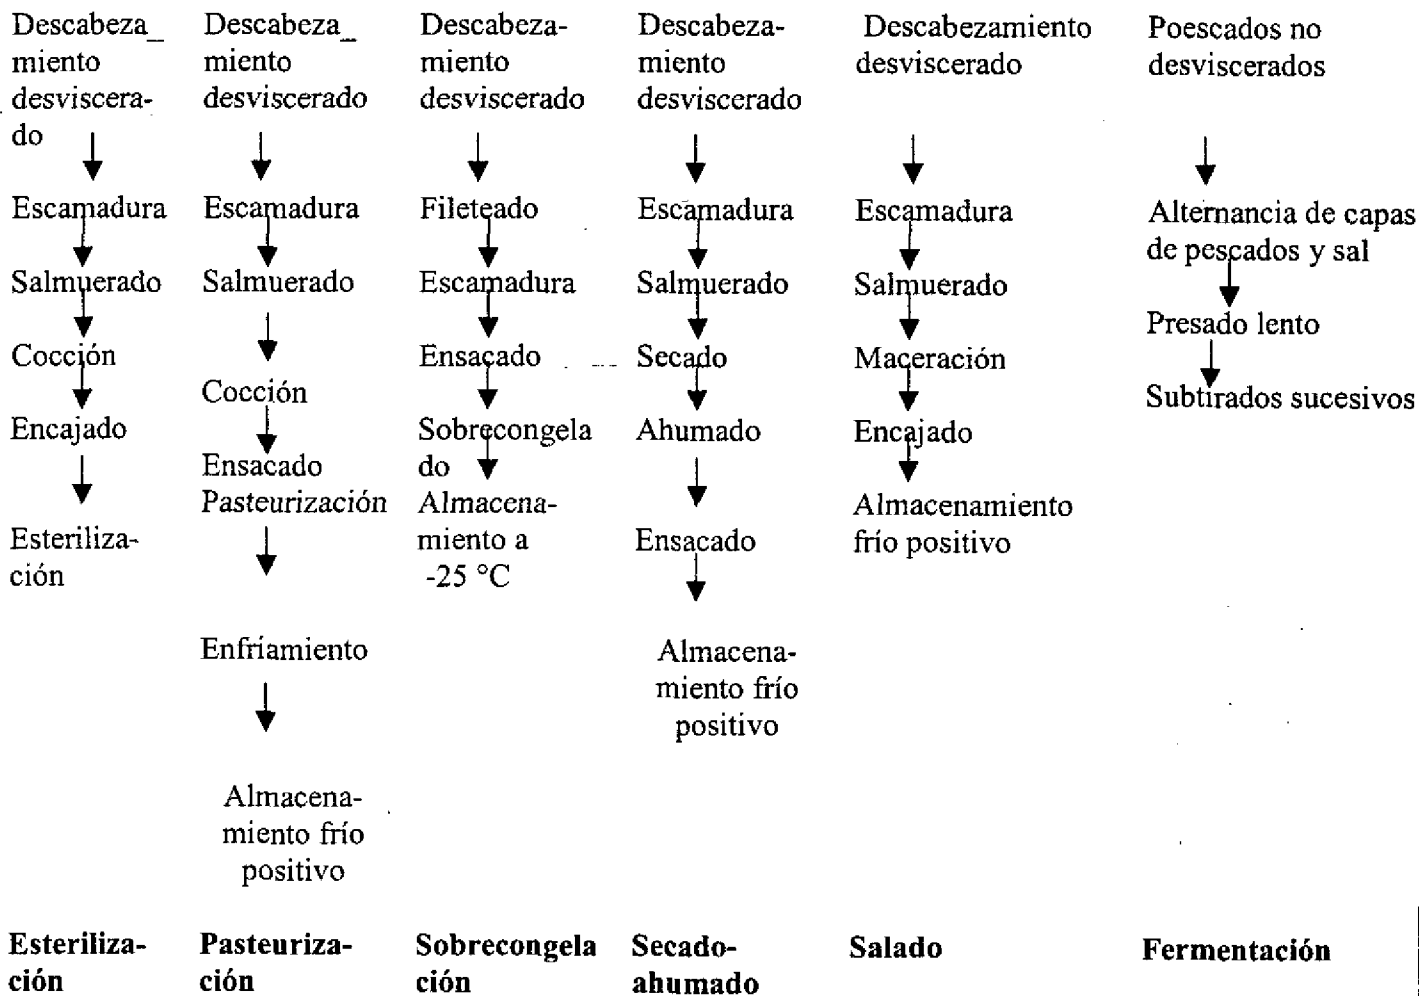 Descabeza_
miento
desviscera-
do
Escamadura
Salmuerado
Cocción
Encajado
Esteriliza-
ción
Esteriliza-
ción
Descabeza_
miento
desviscerado
Escamadura
Salmuerado
Cocción
Ensacado
Pasteurización
Enfriamiento
Almacena-
miento frío
positivo
Pasteuriza-
ción
Descabeza-
miento
desviscerado
Fileteado
Escamadura
Ensacado
Sobrecongela
do
Almacena-
miento a
-25 °C
Sobrecongela
ción
Descabeza-
miento
desviscerado
Escamadura
Salmuerado
Secado
Ahumado
Ensacado
Almacena-
miento frío
positivo
Secado-
ahumado
Descabezamiento
desviscerado
Escamadura
Salmuerado
Maceración
Encajado
Almacenamiento
frío positivo
Salado
Poescados no
desviscerados
Alternancia de capas
de pescados y sal
Presado lento
Subtirados sucesivos
Fermentación